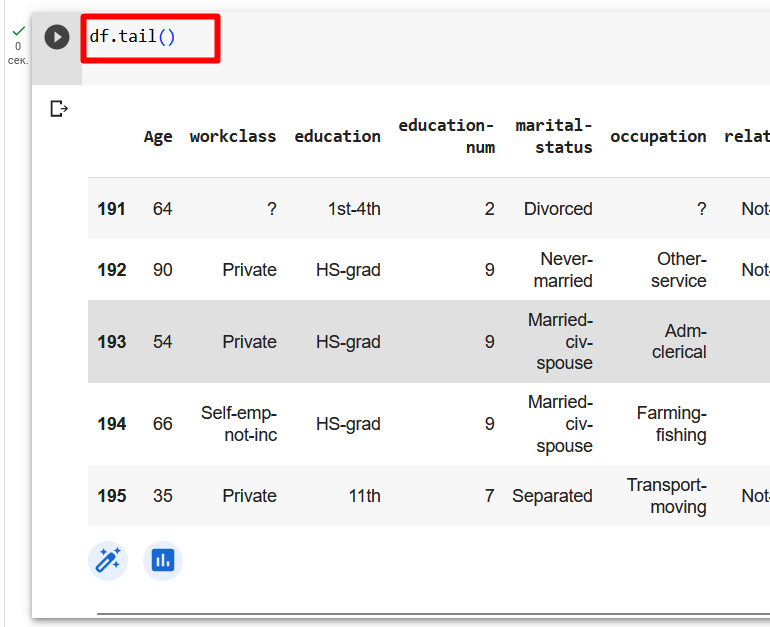 df.tail()
0
сек.
Age workclass education education-num marital-status occupation relat
191 64 ? 1st-4th 2 Divorced ? Not-
192 90 Private HS-grad 9 Never-married Other-service Not-
193 54 Private HS-grad 9 Married-civ-spouse Adm-clerical
194 66 Self-emp-not-inc HS-grad 9 Married-civ-spouse Farming-fishing
195 35 Private 11th 7 Separated Transport-moving Not-